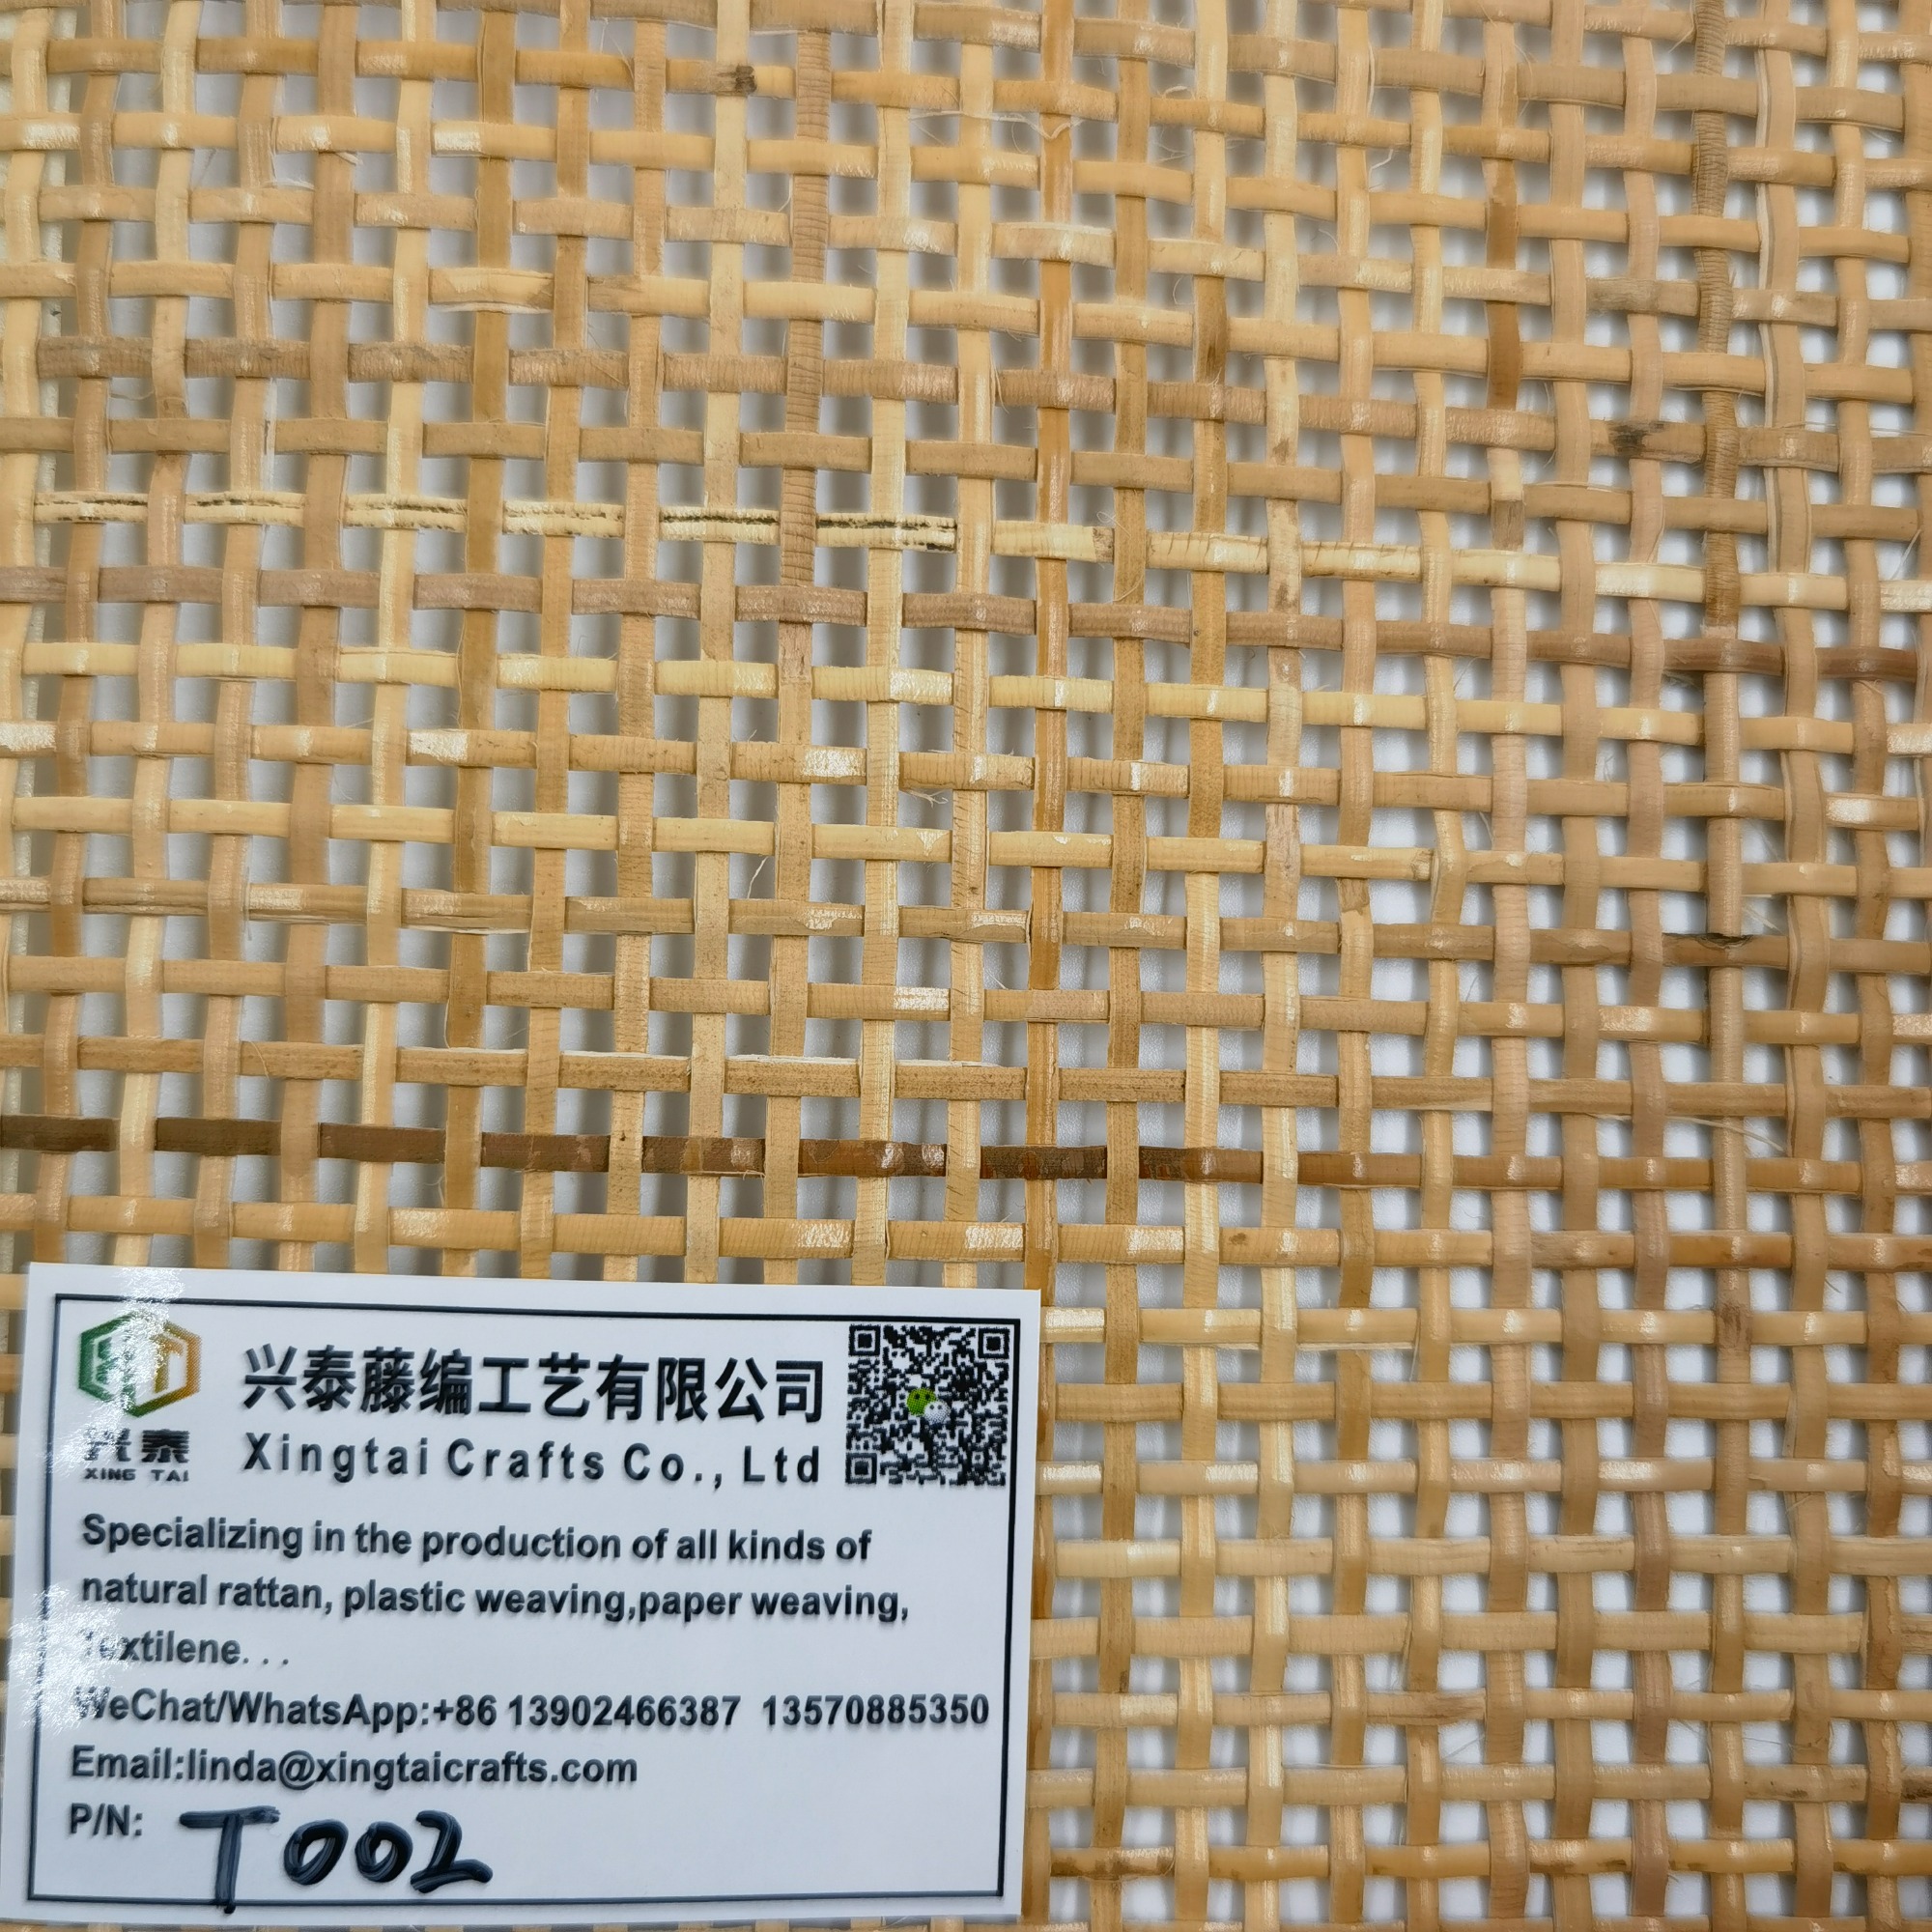 兴泰藤编工艺有限公司
Xingtai Crafts Co., Ltd
兴泰
XING TAI
Specializing in the production of all kinds of
natural rattan, plastic weaving,paper weaving,
Textilene...
WeChat/WhatsApp:+86 13902466387 13570885350
Email:linda@xingtaicrafts.com
P/N: T002